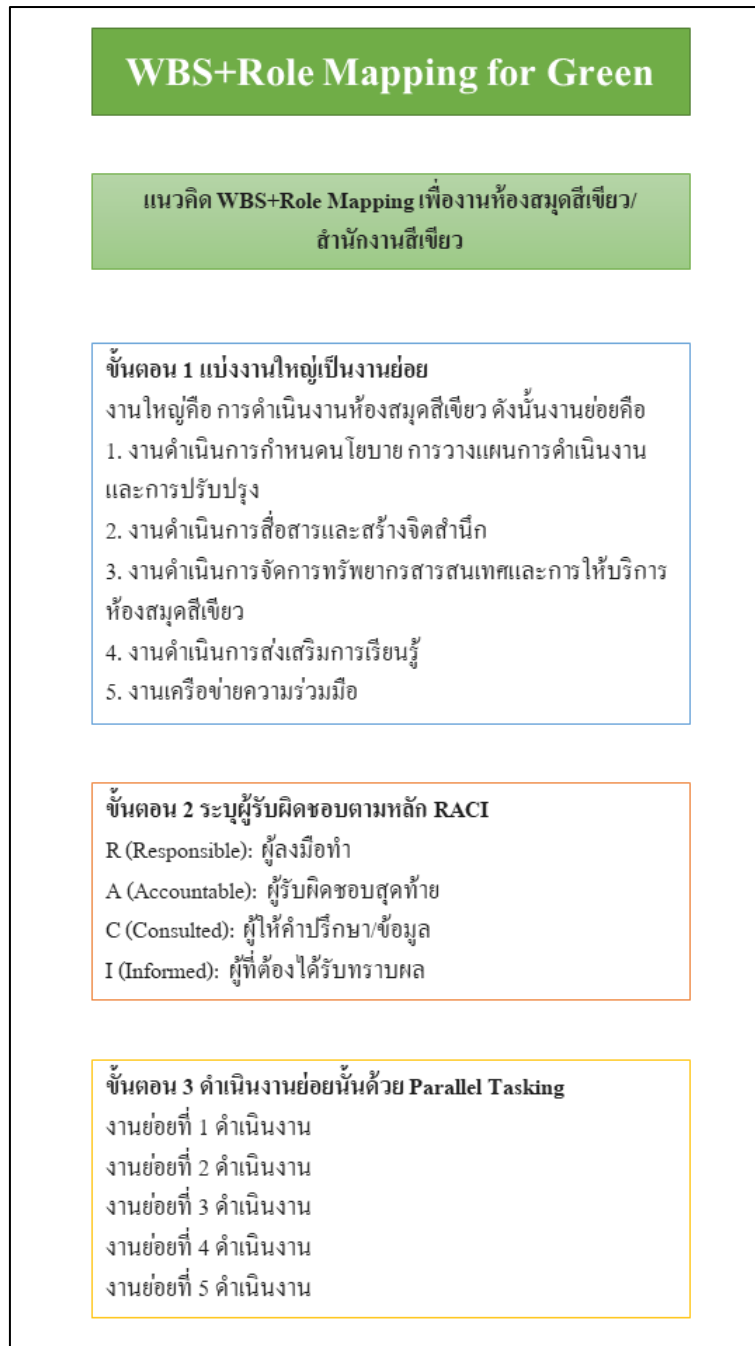 WBS+Role Mapping for Green
แนวคิด WBS+Role Mapping เพื่องานห้องสมุดสีเขียว/
สำนักงานสีเขียว
ขั้นตอน 1 แบ่งงานใหญ่เป็นงานย่อย
งานใหญ่คือ การดำเนินงานห้องสมุดสีเขียว ดังนั้นงานย่อยคือ
1. งานดำเนินการกำหนดนโยบาย การวางแผนการดำเนินงาน
และการปรับปรุง
2. งานดำเนินการสื่อสารและสร้างจิตสำนึก
3. งานดำเนินการจัดการทรัพยากรสารสนเทศและการให้บริการ
ห้องสมุดสีเขียว
4. งานดำเนินการส่งเสริมการเรียนรู้
5. งานเครือข่ายความร่วมมือ
ขั้นตอน 2 ระบุผู้รับผิดชอบตามหลัก RACI
R (Responsible): ผู้ลงมือทำ
A (Accountable): ผู้รับผิดชอบสุดท้าย
C (Consulted): ผู้ให้คำปรึกษา/ข้อมูล
I (Informed): ผู้ที่ต้องได้รับทราบผล
ขั้นตอน 3 ดำเนินงานย่อยนั้นด้วย Parallel Tasking
งานย่อยที่ 1 ดำเนินงาน
งานย่อยที่ 2 ดำเนินงาน
งานย่อยที่ 3 ดำเนินงาน
งานย่อยที่ 4 ดำเนินงาน
งานย่อยที่ 5 ดำเนินงาน